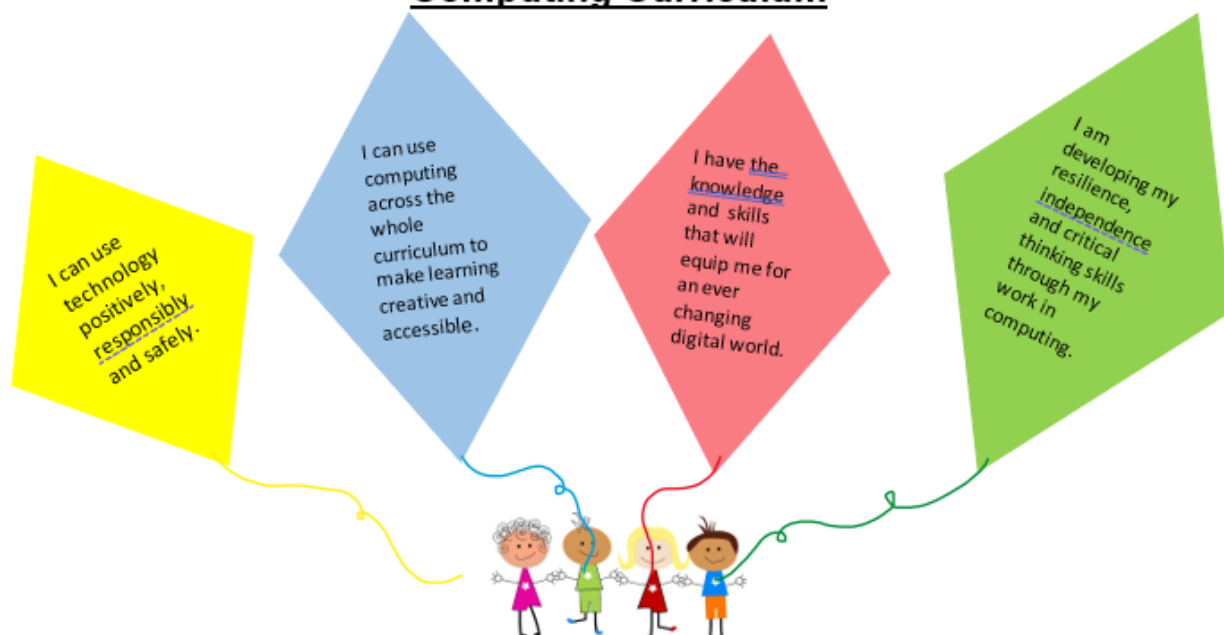 Computing Curriculum
I can use
technology
positively,
responsibly
and safely.
I can use
computing
across the
whole
curriculum to
make learning
creative and
accessible.
I have the
knowledge
and skills
that will
equip me for
an ever
changing
digital world.
I am
developing my
resilience,
independence
and critical
thinking skills
through my
work in
computing.